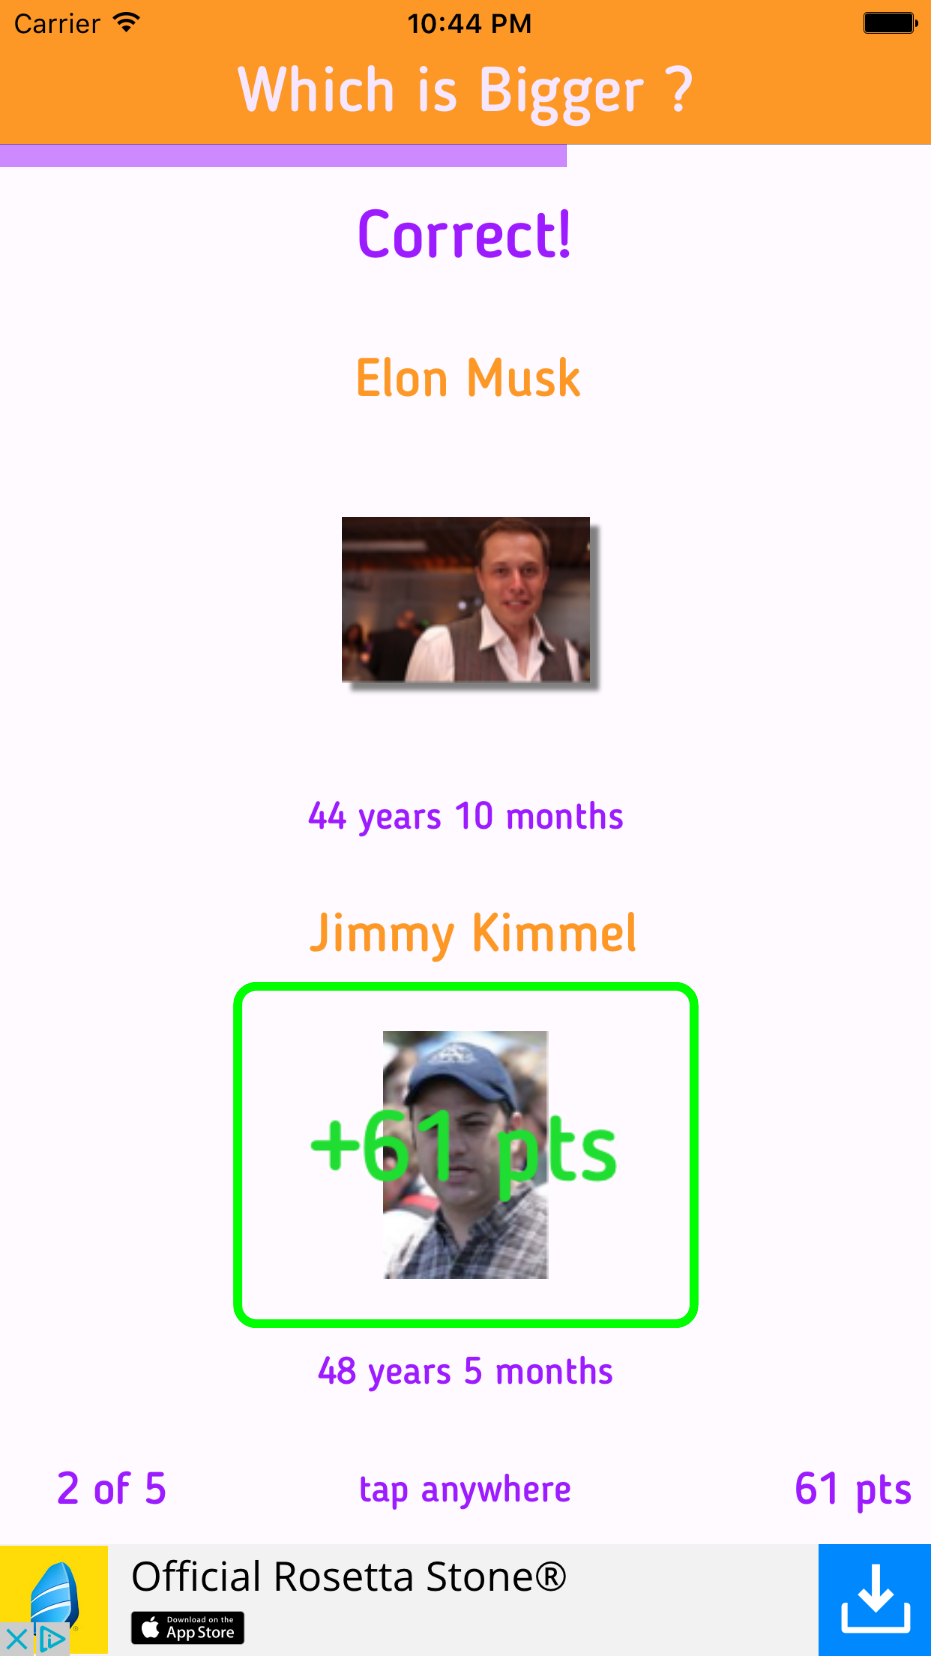 Carrier 10:44 PM
Which is Bigger ?
Correct!
Elon Musk
44 years 10 months
Jimmy Kimmel
+61 pts
48 years 5 months
2 of 5 tap anywhere 61 pts
Official Rosetta Stone®
Download on the
App Store